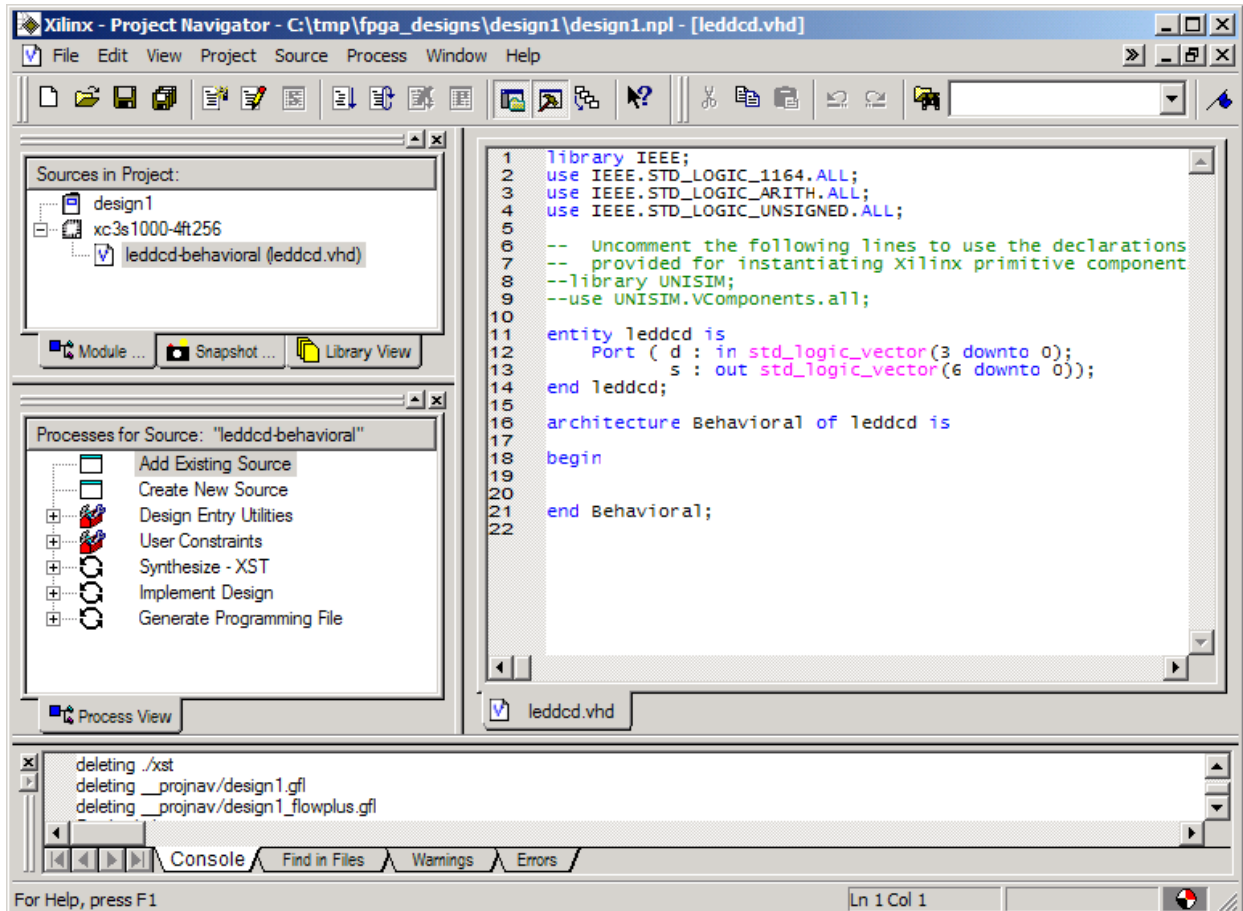 Xilinx - Project Navigator - C:\tmp\fpga_designs\design1\design1.npl - [leddcd.vhd]
File Edit View Project Source Process Window Help
Sources in Project:
design1
xc3s1000-4ft256
leddcd-behavioral (leddcd.vhd)
Module ... Snapshot ... Library View
Processes for Source: "leddcd-behavioral"
Add Existing Source
Create New Source
Design Entry Utilities
User Constraints
Synthesize - XST
Implement Design
Generate Programming File
Process View
1 library IEEE;
2 use IEEE.STD_LOGIC_1164.ALL;
3 use IEEE.STD_LOGIC_ARITH.ALL;
4 use IEEE.STD_LOGIC_UNSIGNED.ALL;
5
6 -- Uncomment the following lines to use the declarations
7 -- provided for instantiating Xilinx primitive component
8 --library UNISIM;
9 --use UNISIM.VComponents.all;
10
11 entity leddcd is
12 Port ( d : in std_logic_vector(3 downto 0);
13 s : out std_logic_vector(6 downto 0));
14 end leddcd;
15
16 architecture Behavioral of leddcd is
17
18 begin
19
20
21 end Behavioral;
22
leddcd.vhd
deleting ./xst
deleting __projnav/design1.gfl
deleting __projnav/design1_flowplus.gfl
Console Find in Files Warnings Errors
For Help, press F1
Ln 1 Col 1